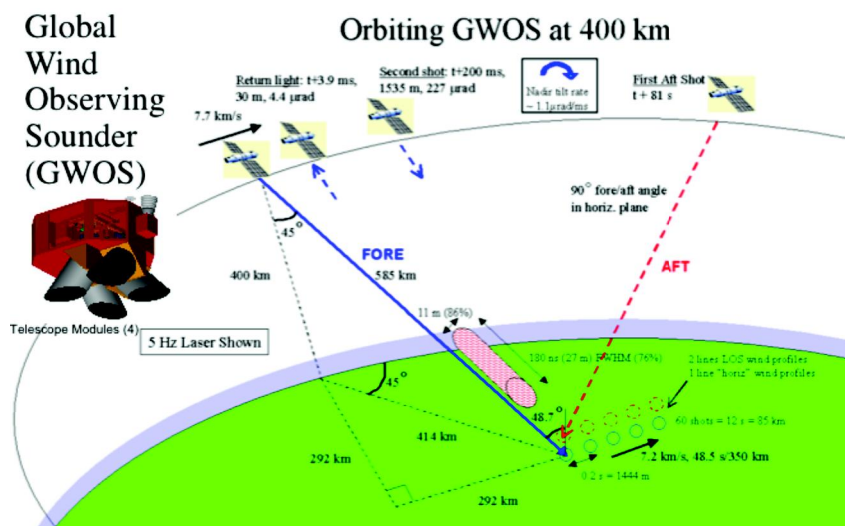 Global
Wind
Observing
Sounder
(GWOS)
Orbiting GWOS at 400 km
Return light: t+3.9 ms,
30 m, 4.4 µrad
Second shot: t+200 ms,
1535 m, 227 µrad
Nadir tilt rate
~ 1.1µrad/ms
First Aft Shot
t + 81 s
7.7 km/s
90° fore/aft angle
in horiz. plane
45°
FORE
AFT
400 km
585 km
Telescope Modules (4)
5 Hz Laser Shown
11 m (86%)
180 ns (27 m) FWHM (76%)
2 lines LOS wind profiles
1 line "horiz" wind profiles
45°
48.7°
60 shots = 12 s = 85 km
414 km
7.2 km/s, 48.5 s/350 km
292 km
0.2 s = 1444 m
292 km